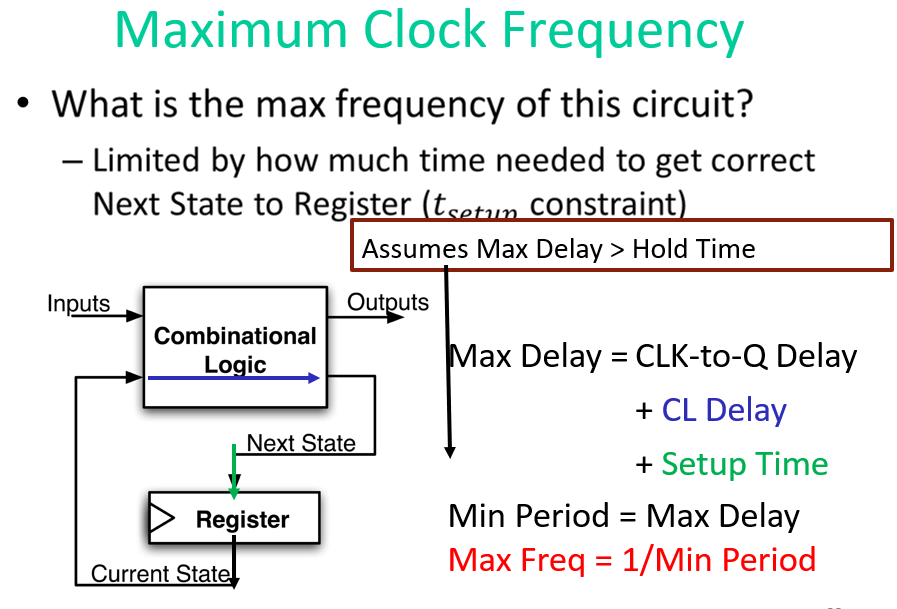 Maximum Clock Frequency
• What is the max frequency of this circuit?
– Limited by how much time needed to get correct
Next State to Register (t_setup constraint)
Assumes Max Delay > Hold Time
Inputs
Outputs
Combinational
Logic
Next State
Register
Current State
Max Delay = CLK-to-Q Delay
+ CL Delay
+ Setup Time
Min Period = Max Delay
Max Freq = 1/Min Period